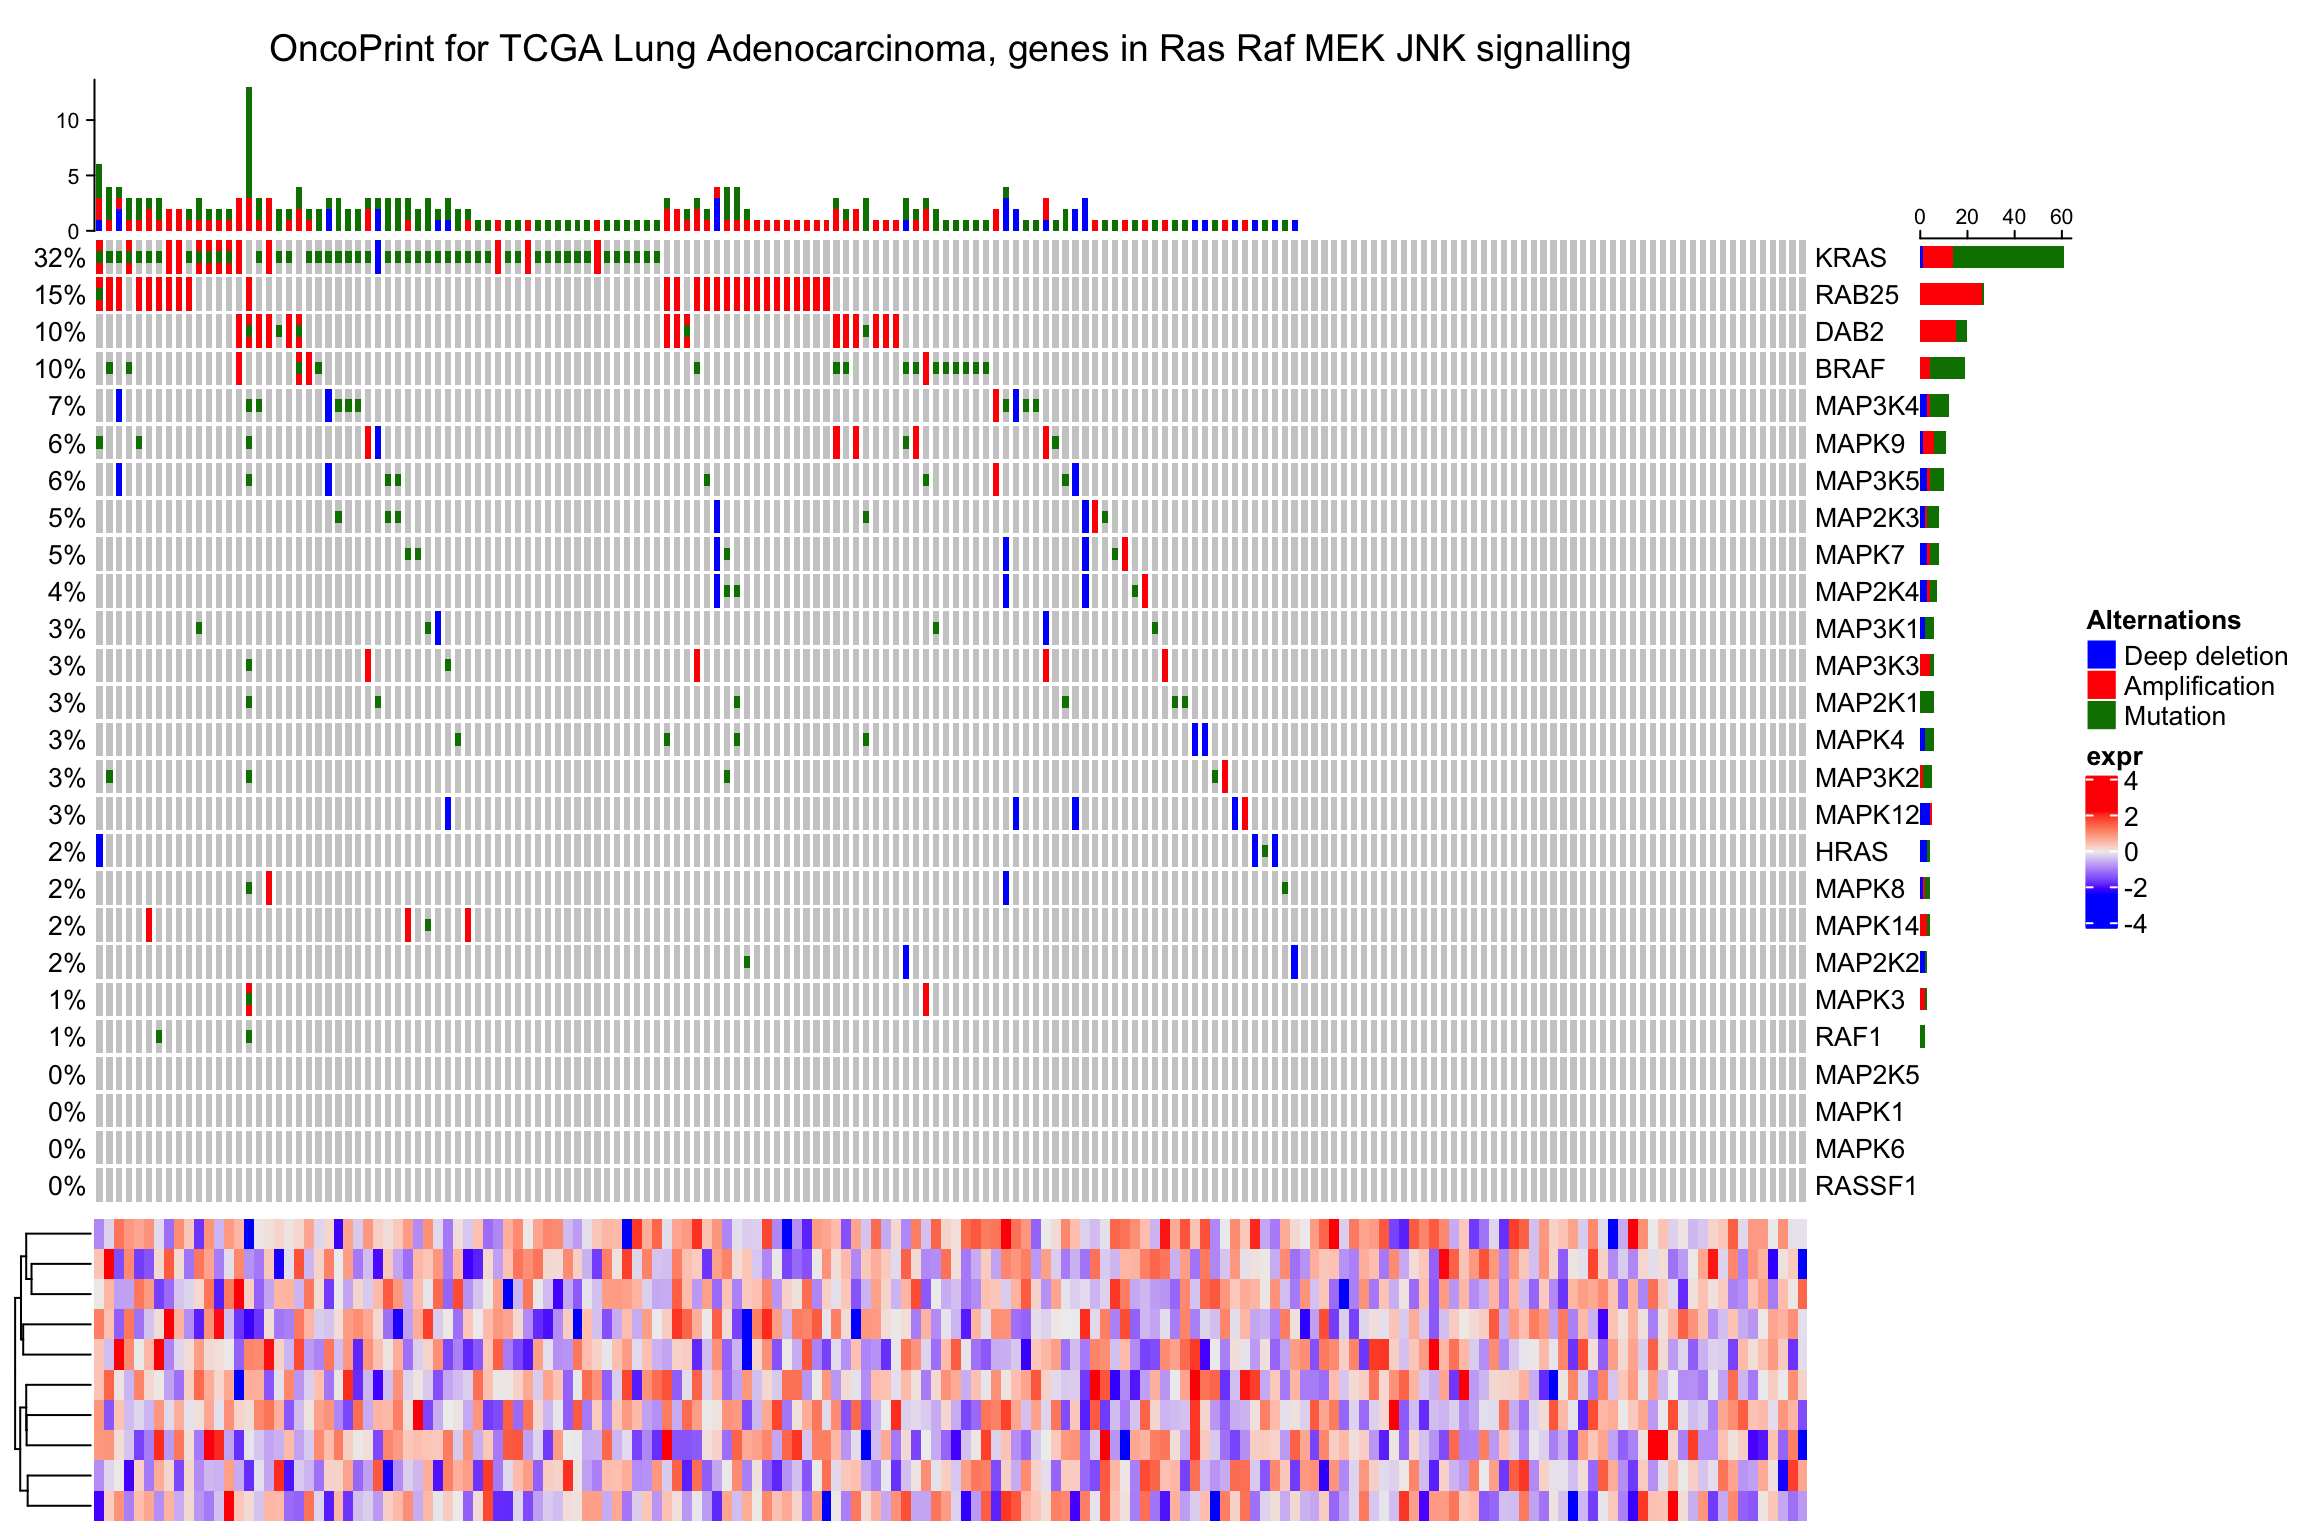 OncoPrint for TCGA Lung Adenocarcinoma, genes in Ras Raf MEK JNK signalling
10
5
0
0 20 40 60
32% KRAS
15% RAB25
10% DAB2
10% BRAF
7% MAP3K4
6% MAPK9
6% MAP3K5
5% MAP2K3
5% MAPK7
4% MAP2K4
3% MAP3K1
3% MAP3K3
3% MAP2K1
3% MAPK4
3% MAP3K2
3% MAPK12
2% HRAS
2% MAPK8
2% MAPK14
2% MAP2K2
1% MAPK3
1% RAF1
0% MAP2K5
0% MAPK1
0% MAPK6
0% RASSF1
Alternations
Deep deletion
Amplification
Mutation
expr
4
2
0
-2
-4